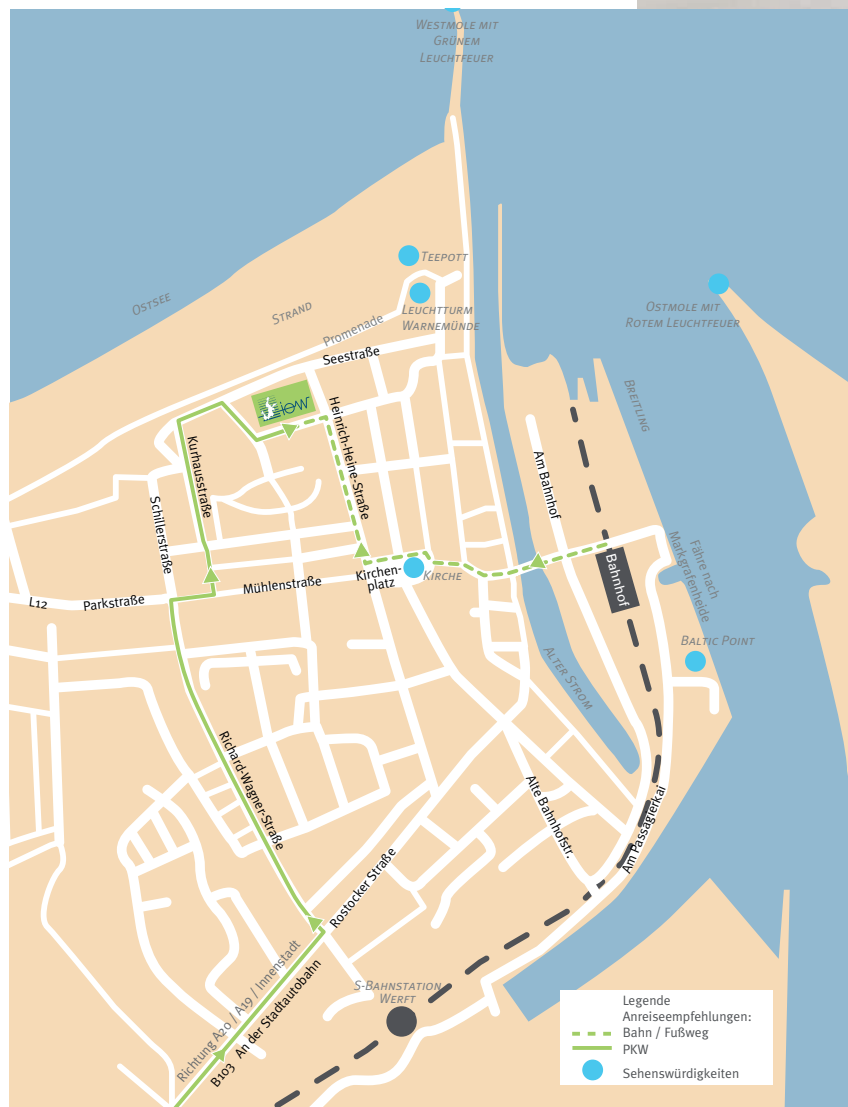 Westmole mit
Grünem
Leuchtfeuer
Teepott
Leuchtturm
Warnemünde
Ostsee
Strand
Promenade
Seestraße
Ostmole mit
Rotem Leuchtfeuer
Breitling
iow
Heinrich-Heine-Straße
Kurhausstraße
Schillerstraße
Am Bahnhof
Bahnhof
Fähre nach
Markgrafenheide
Kirchen-
platz
Kirche
Mühlenstraße
Parkstraße
L12
Baltic Point
Alter Strom
Richard-Wagner-Straße
Alte Bahnhofstr.
Am Passagierkai
Rostocker Straße
Richtung A20 / A19 / Innenstadt
B103 An der Stadtautobahn
S-Bahnstation
Werft
Legende
Anreiseempfehlungen:
Bahn / Fußweg
PKW
Sehenswürdigkeiten